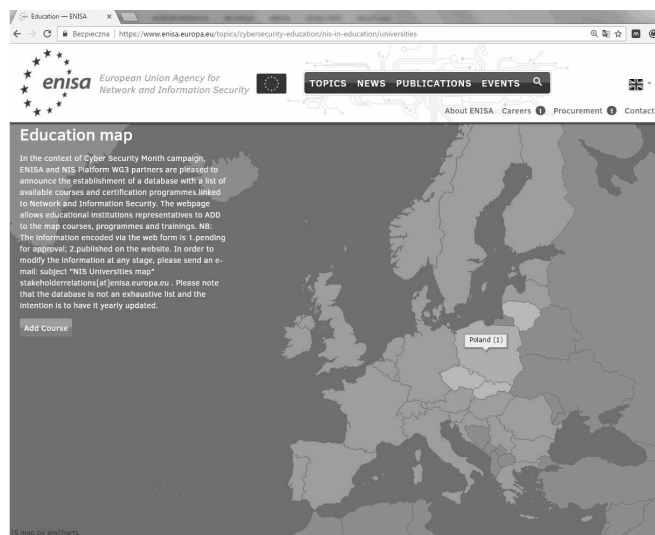 Education — ENISA
Bezpieczna | https://www.enisa.europa.eu/topics/cybersecurity-education/nis-in-education/universities
enisa
European Union Agency for
Network and Information Security
TOPICS NEWS PUBLICATIONS EVENTS
About ENISA Careers 1 Procurement 1 Contact
Education map
In the context of Cyber Security Month campaign,
ENISA and NIS Platform WG3 partners are pleased to
announce the establishment of a database with a list of
available courses and certification programmes linked
to Network and Information Security. The webpage
allows educational institutions representatives to ADD
to the map courses, programmes and trainings. NB:
The information encoded via the web form is 1.pending
for approval; 2.published on the website. In order to
modify the information at any stage, please send an e-
mail: subject "NIS Universities map"
stakeholderrelations[at]enisa.europa.eu . Please note
that the database is not an exhaustive list and the
intention is to have it yearly updated.
Add Course
Poland (1)
JS map by amCharts